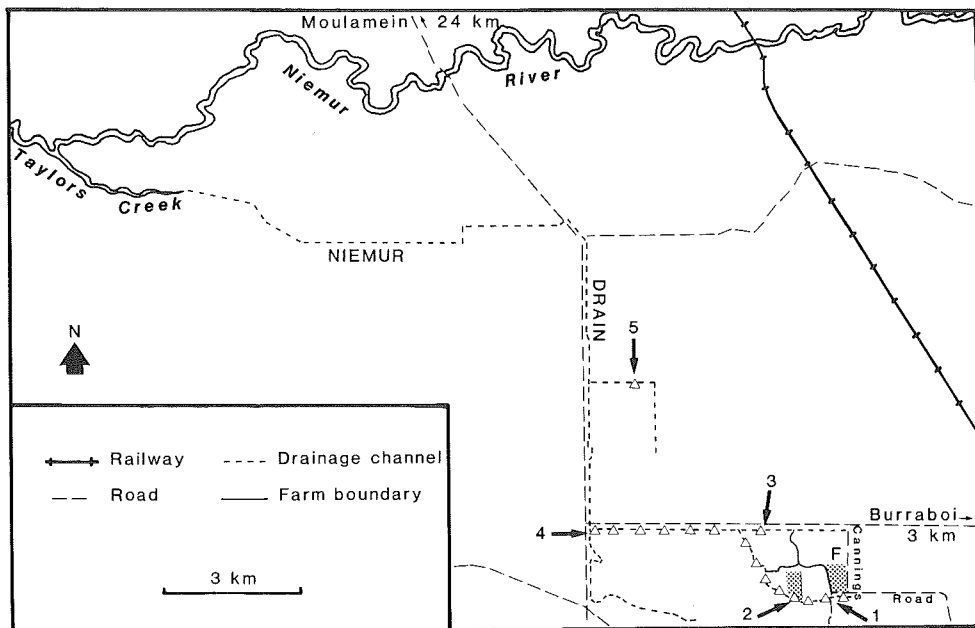 Moulamein 24 km
Niemur
River
Taylors
Creek
NIEMUR
DRAIN
N
5
Railway
Drainage channel
Road
Farm boundary
3 km
3
4
Burraboi
3 km
Cannings
F
Road
2
1